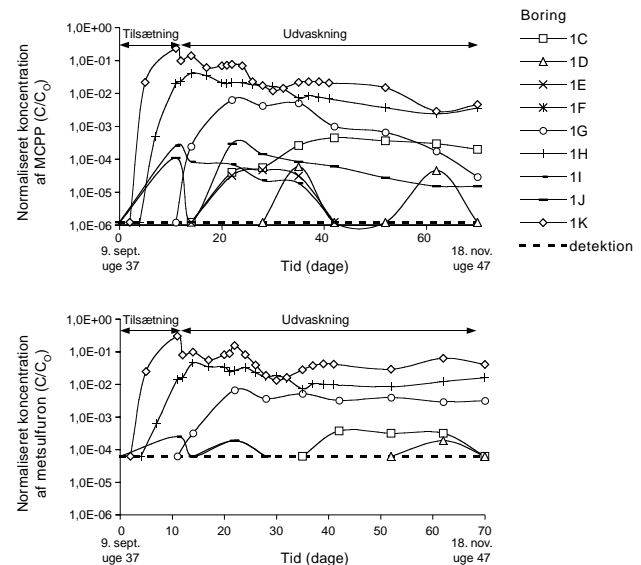 Boring
1C
1D
1E
1F
1G
1H
1I
1J
1K
detektion
Tilsætning Udvaskning
Normaliseret koncentration
af MCPP (C/C₀)
1,0E+00
1,0E-01
1,0E-02
1,0E-03
1,0E-04
1,0E-05
1,0E-06
0 20 40 60
9. sept. 18. nov.
uge 37 Tid (dage) uge 47
Tilsætning Udvaskning
Normaliseret koncentration
af metsulfuron (C/C₀)
1,0E+00
1,0E-01
1,0E-02
1,0E-03
1,0E-04
1,0E-05
1,0E-06
0 10 20 30 40 50 60 70
9. sept. 18. nov.
uge 37 Tid (dage) uge 47